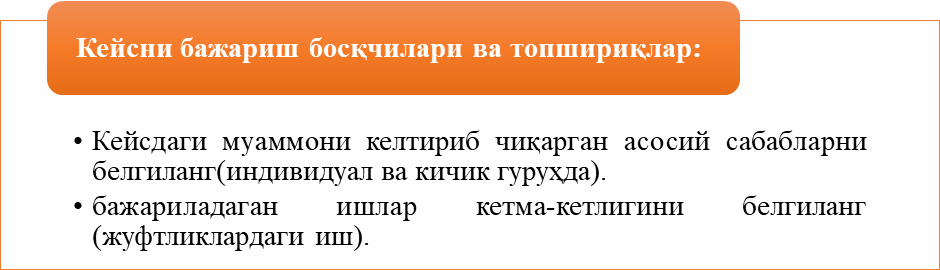 Кейсни бажариш босқчилари ва топшириқлар:
• Кейсдаги муаммони келтириб чиқарган асосий сабабларни
белгиланг(индивидуал ва кичик гуруҳда).
• бажариладаган ишлар кетма-кетлигини белгиланг
(жуфтликлардаги иш).